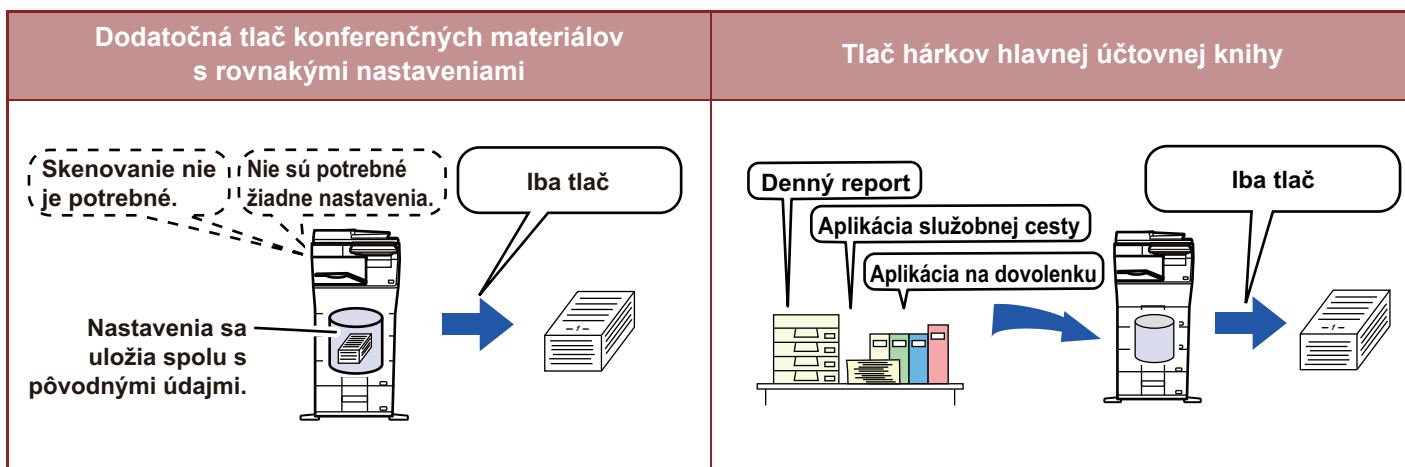 Dodatočná tlač konferenčných materiálov
s rovnakými nastaveniami
Skenovanie nie
je potrebné.
Nie sú potrebné
žiadne nastavenia.
Iba tlač
Nastavenia sa
uložia spolu s
pôvodnými údajmi.
-1-
Tlač hárkov hlavnej účtovnej knihy
Denný report
Aplikácia služobnej cesty
Aplikácia na dovolenku
Iba tlač
-1-